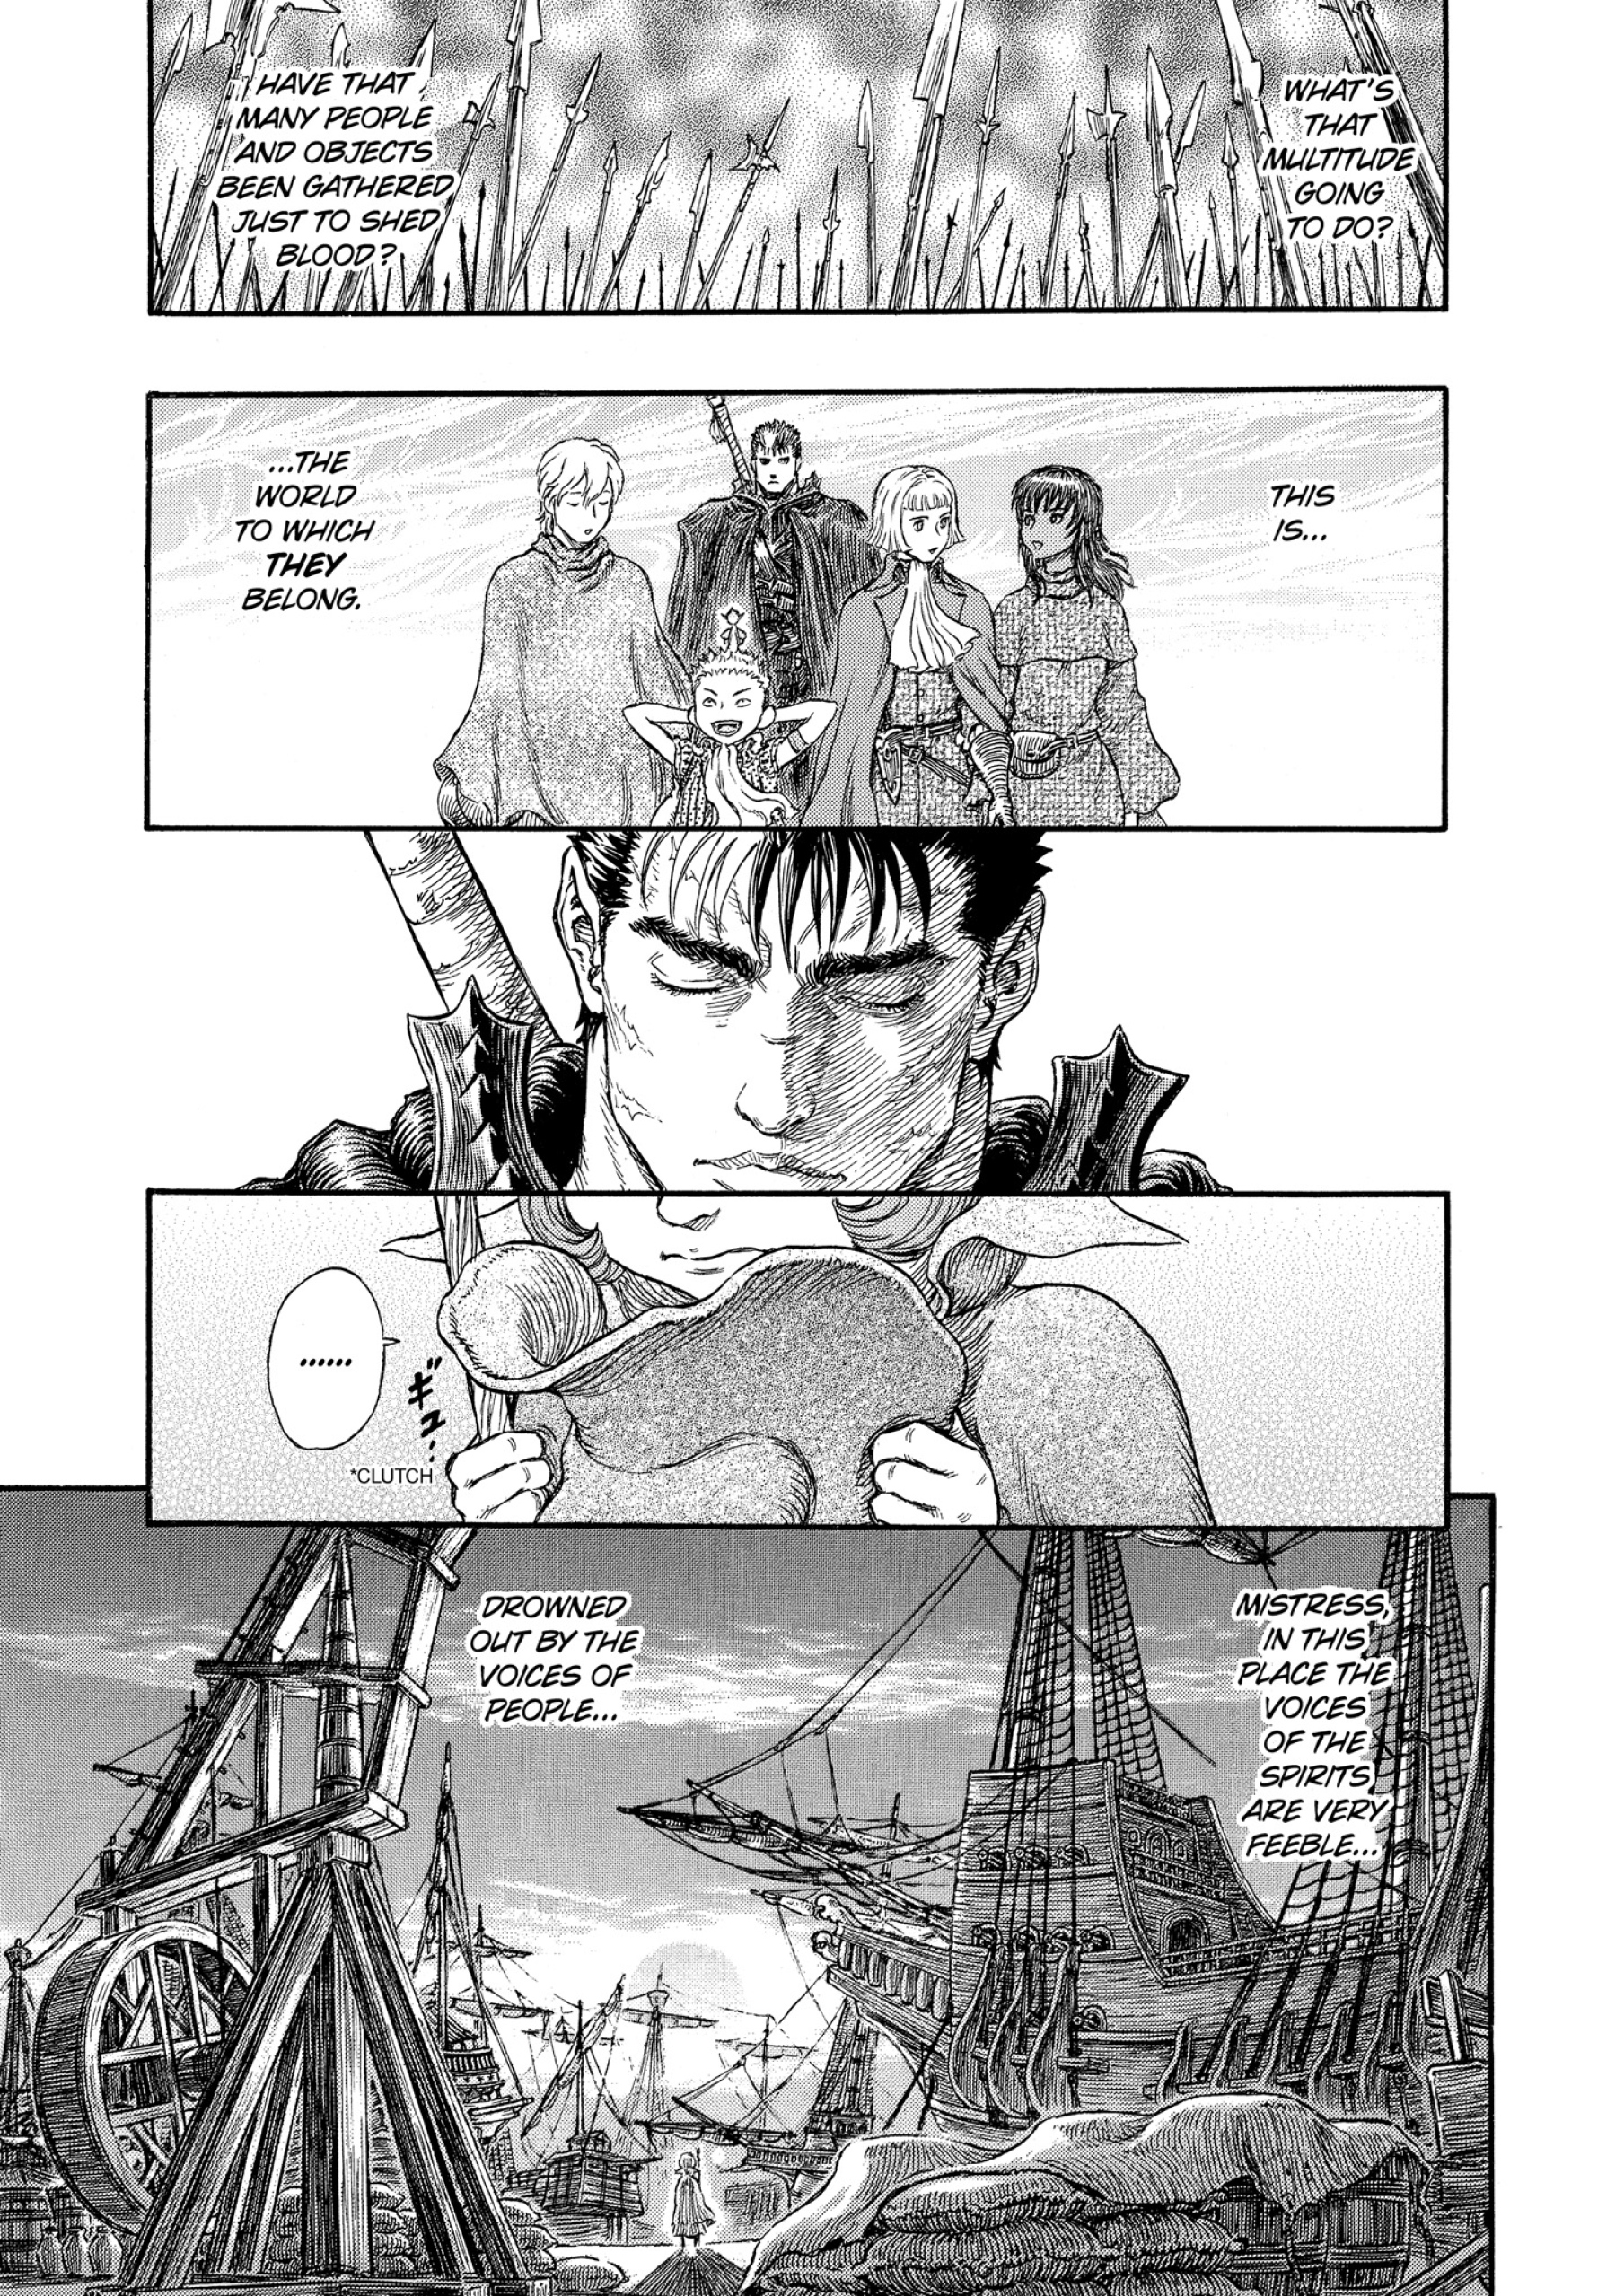 WHAT'S
THAT
MULTITUDE
GOING
TO DO?
HAVE THAT
MANY PEOPLE
AND OBJECTS
BEEN GATHERED
JUST TO SHED
BLOOD?
THIS
IS...
...THE
WORLD
TO WHICH
THEY
BELONG.
......
ギュ...
*CLUTCH
MISTRESS,
IN THIS
PLACE THE
VOICES
OF THE
SPIRITS
ARE VERY
FEEBLE...
DROWNED
OUT BY THE
VOICES OF
PEOPLE...